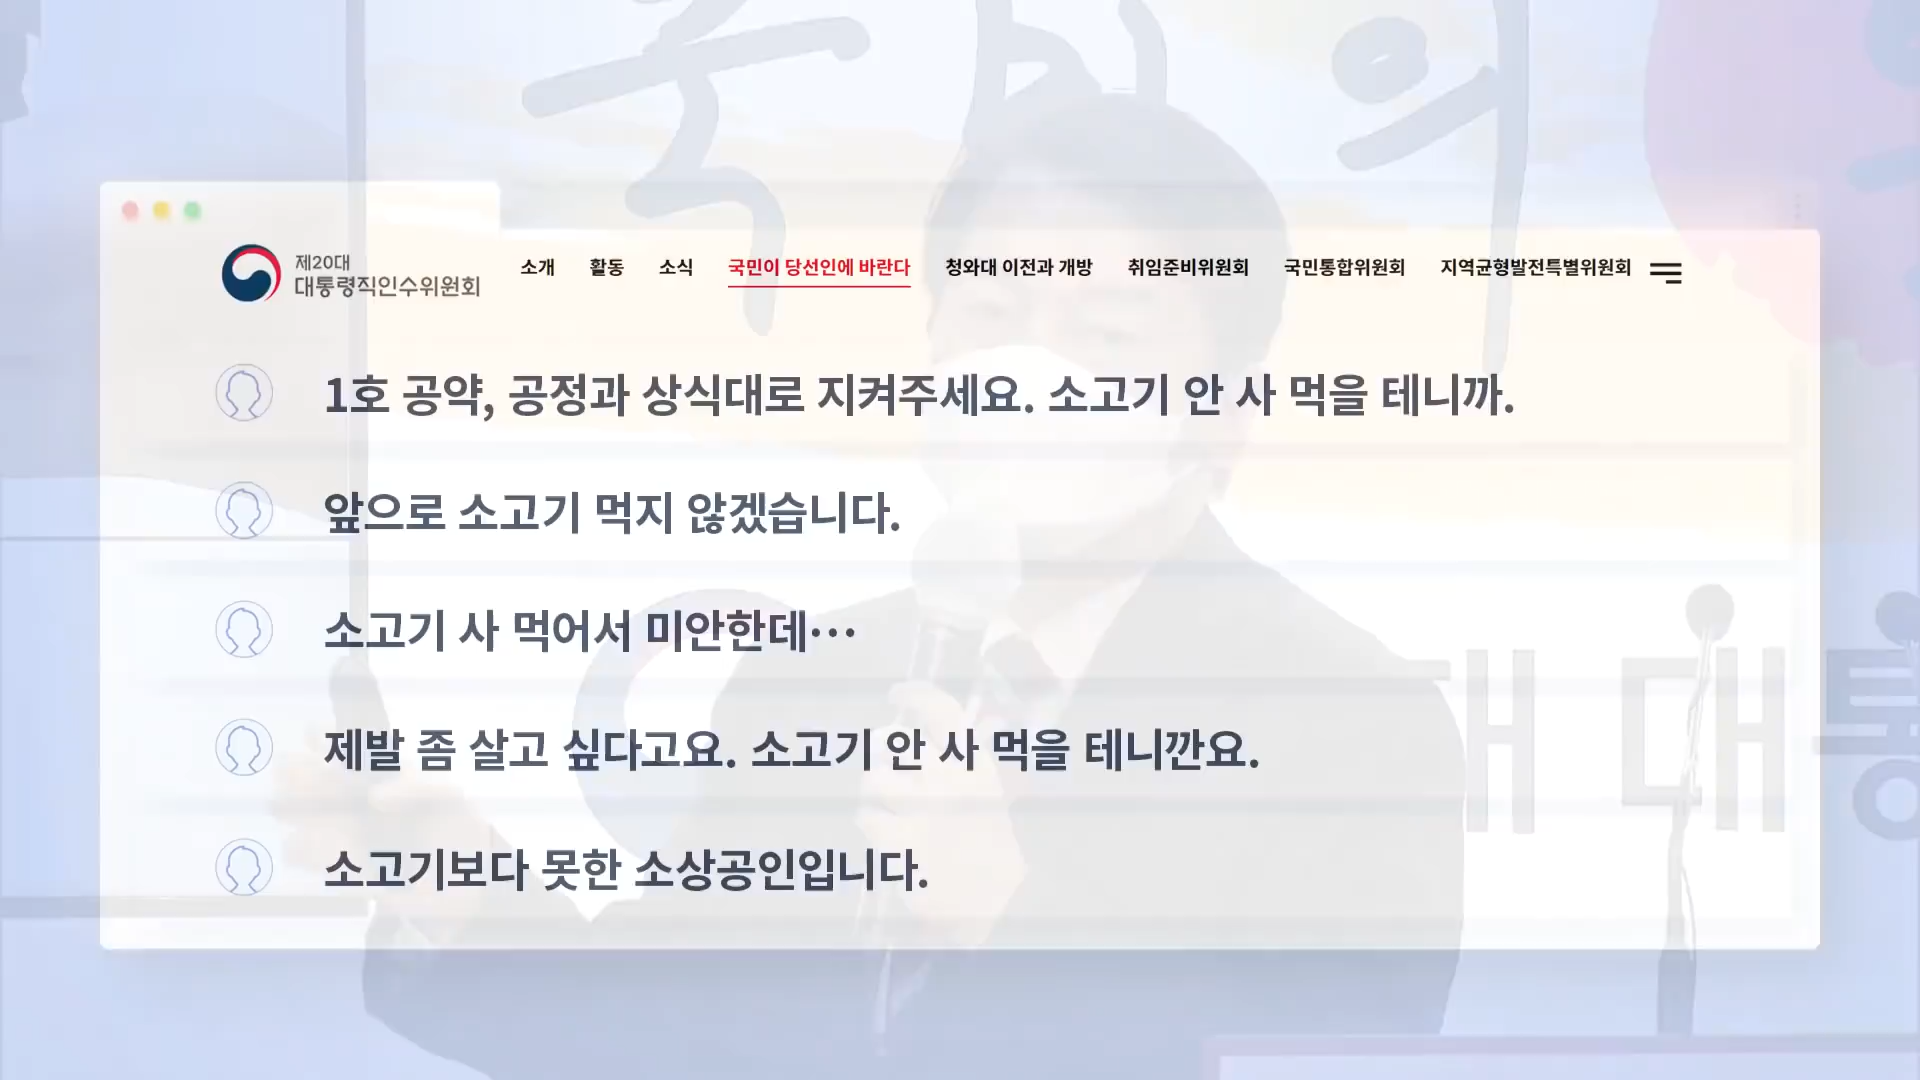 국민의
제20대
대통령직인수위원회
소개 활동 소식 국민이 당선인에 바란다 청와대 이전과 개방 취임준비위원회 국민통합위원회 지역균형발전특별위원회
1호 공약, 공정과 상식대로 지켜주세요. 소고기 안 사 먹을 테니까.
앞으로 소고기 먹지 않겠습니다.
소고기 사 먹어서 미안한데…
제발 좀 살고 싶다고요. 소고기 안 사 먹을 테니깐요.
소고기보다 못한 소상공인입니다.
대 대통